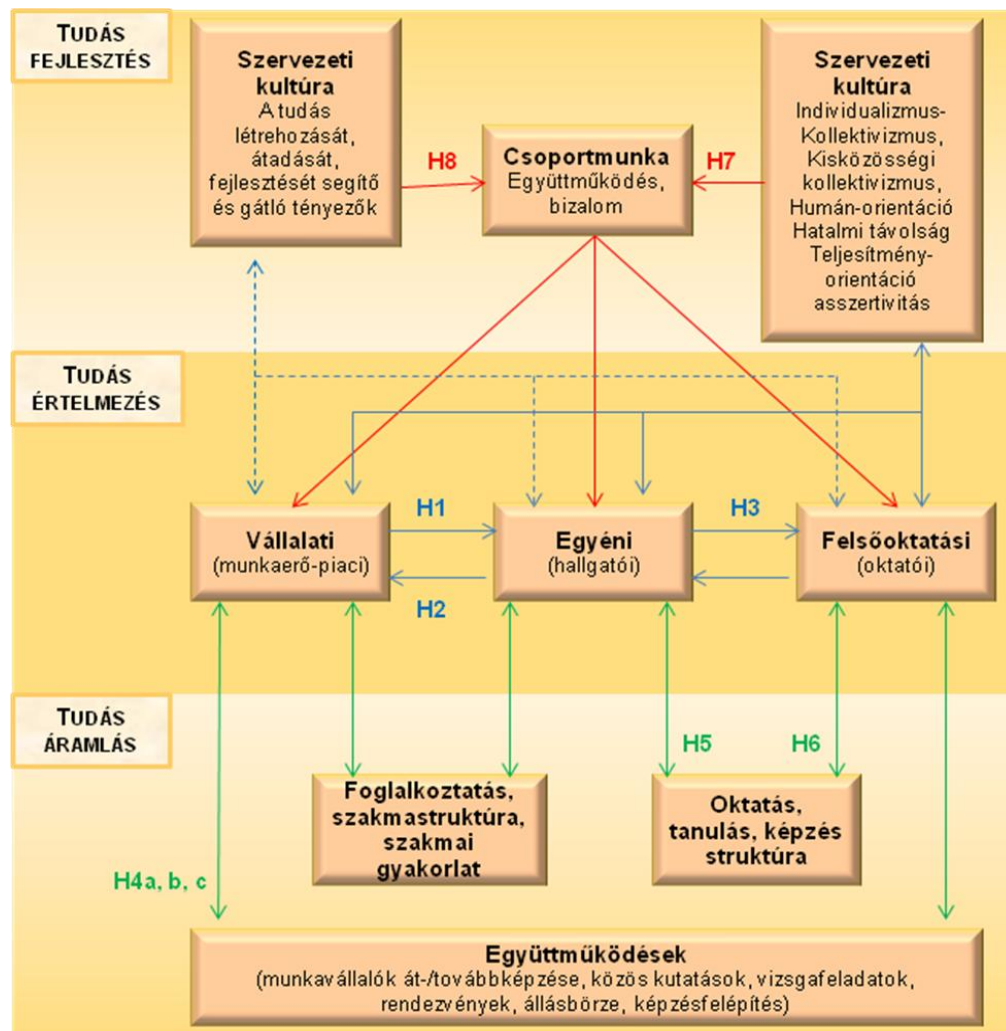 TUDÁS
FEJLESZTÉS
Szervezeti
kultúra
A tudás
létrehozását,
átadását,
fejlesztését segítő
és gátló tényezők
H8
Csoportmunka
Együttműködés,
bizalom
H7
Szervezeti
kultúra
Individualizmus-
Kollektivizmus,
Kisközösségi
kollektivizmus,
Humán-orientáció
Hatalmi távolság
Teljesítmény-
orientáció
asszertivitás
TUDÁS
ÉRTELMEZÉS
Vállalati
(munkaerő-piaci)
H1
H2
Egyéni
(hallgatói)
H3
Felsőoktatási
(oktatói)
TUDÁS
ÁRAMLÁS
H5
H6
Foglalkoztatás,
szakmastruktúra,
szakmai
gyakorlat
Oktatás,
tanulás, képzés
struktúra
H4a, b, c
Együttműködések
(munkavállalók át-/továbbképzése, közös kutatások, vizsgafeladatok,
rendezvények, állásbörze, képzésfelépítés)